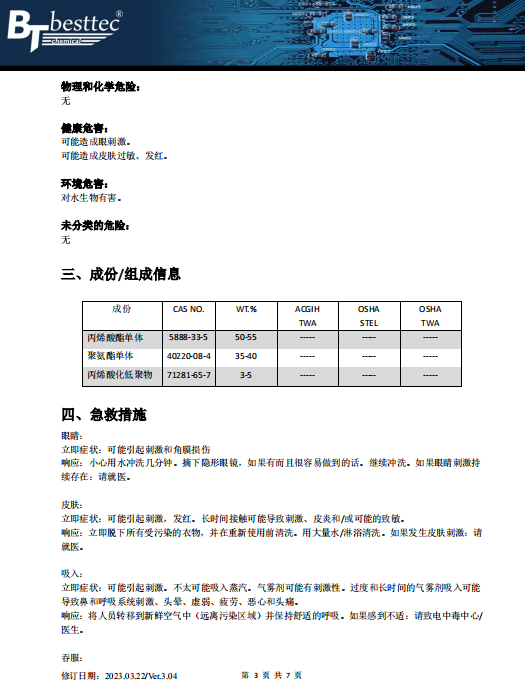 BT besttec®
chemical
物理和化学危险：
无
健康危害：
可能造成眼刺激。
可能造成皮肤过敏、发红。
环境危害：
对水生物有害。
未分类的危险：
无
三、成份/组成信息
成份 CAS NO. WT.% ACGIH TWA OSHA STEL OSHA TWA
丙烯酸酯单体 5888-33-5 50-55 ----- ----- -----
聚氨酯单体 40220-08-4 35-40 ----- ----- -----
丙烯酸化低聚物 71281-65-7 3-5 ----- ----- -----
四、急救措施
眼睛：
立即症状：可能引起刺激和角膜损伤
响应：小心用水冲洗几分钟。摘下隐形眼镜，如果有而且很容易做到的话。继续冲洗。如果眼睛刺激持
续存在：请就医。
皮肤：
立即症状：可能引起刺激，发红。长时间接触可能导致刺激、皮炎和/或可能的致敏。
响应：立即脱下所有受污染的衣物，并在重新使用前清洗。用大量水/淋浴清洗。如果发生皮肤刺激：请
就医。
吸入：
立即症状：可能引起刺激。不太可能吸入蒸汽。气雾剂可能有刺激性。过度和长时间的气雾剂吸入可能
导致鼻和呼吸系统刺激、头晕、虚弱、疲劳、恶心和头痛。
响应：将人员转移到新鲜空气中（远离污染区域）并保持舒适的呼吸。如果感到不适：请致电中毒中心/
医生。
吞服：
修订日期：2023.03.22/Ver.3.04 第 3 页 共 7 页